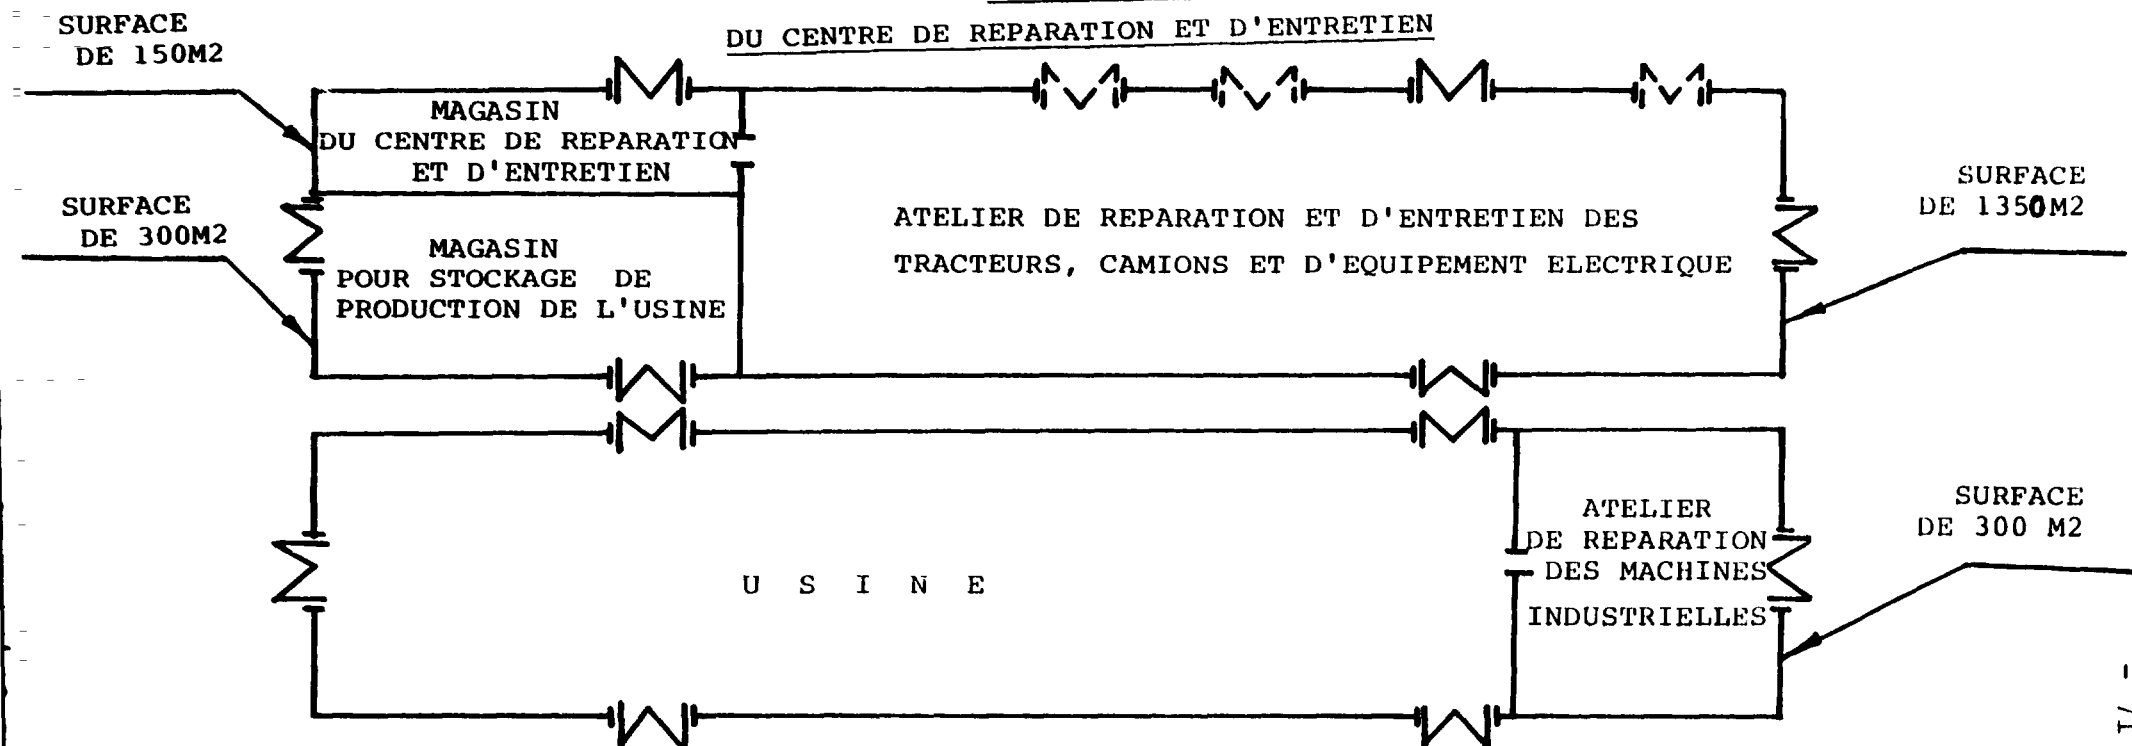 DU CENTRE DE REPARATION ET D'ENTRETIEN
SURFACE
DE 150M2
MAGASIN
DU CENTRE DE REPARATION
ET D'ENTRETIEN
SURFACE
DE 300M2
MAGASIN
POUR STOCKAGE DE
PRODUCTION DE L'USINE
ATELIER DE REPARATION ET D'ENTRETIEN DES
TRACTEURS, CAMIONS ET D'EQUIPEMENT ELECTRIQUE
SURFACE
DE 1350M2
U S I N E
ATELIER
DE REPARATION
DES MACHINES
INDUSTRIELLES
SURFACE
DE 300 M2